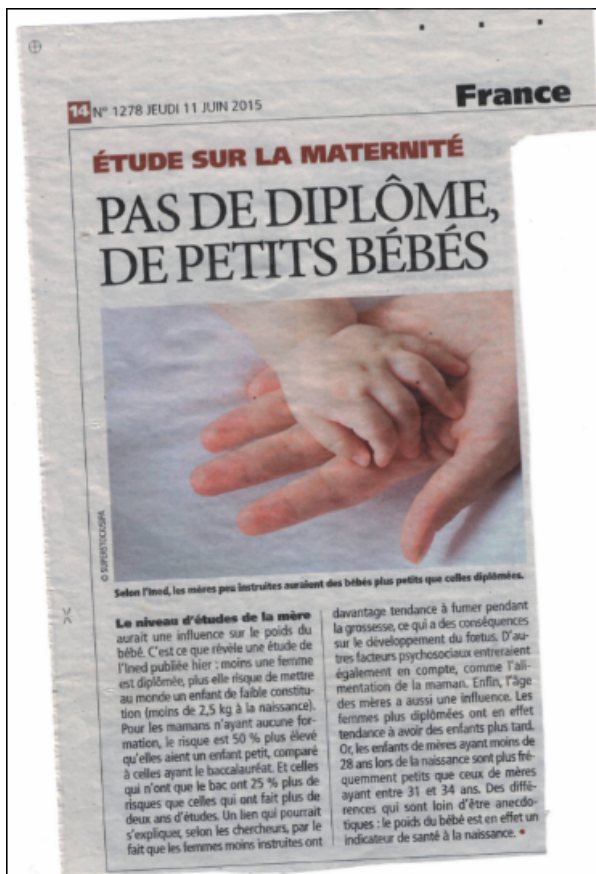 France
14 N° 1278 JEUDI 11 JUIN 2015
ÉTUDE SUR LA MATERNITÉ
PAS DE DIPLÔME,
DE PETITS BÉBÉS
© SUPERSTOCK/SIPA
Selon l'Ined, les mères peu instruites auraient des bébés plus petits que celles diplômées.
Le niveau d'études de la mère
aurait une influence sur le poids du
bébé. C'est ce que révèle une étude de
l'Ined publiée hier : moins une femme
est diplômée, plus elle risque de mettre
au monde un enfant de faible constitu-
tion (moins de 2,5 kg à la naissance).
Pour les mamans n'ayant aucune for-
mation, le risque est 50 % plus élevé
qu'elles aient un enfant petit, comparé
à celles ayant le baccalauréat. Et celles
qui n'ont que le bac ont 25 % plus de
risques que celles qui ont fait plus de
deux ans d'études. Un lien qui pourrait
s'expliquer, selon les chercheurs, par le
fait que les femmes moins instruites ont
davantage tendance à fumer pendant
la grossesse, ce qui a des conséquences
sur le développement du fœtus. D'au-
tres facteurs psychosociaux entreraient
également en compte, comme l'ali-
mentation de la maman. Enfin, l'âge
des mères a aussi une influence. Les
femmes plus diplômées ont en effet
tendance à avoir des enfants plus tard.
Or, les enfants de mères ayant moins de
28 ans lors de la naissance sont plus fré-
quemment petits que ceux de mères
ayant entre 31 et 34 ans. Des diffé-
rences qui sont loin d'être anecdo-
tiques : le poids du bébé est en effet un
indicateur de santé à la naissance. •